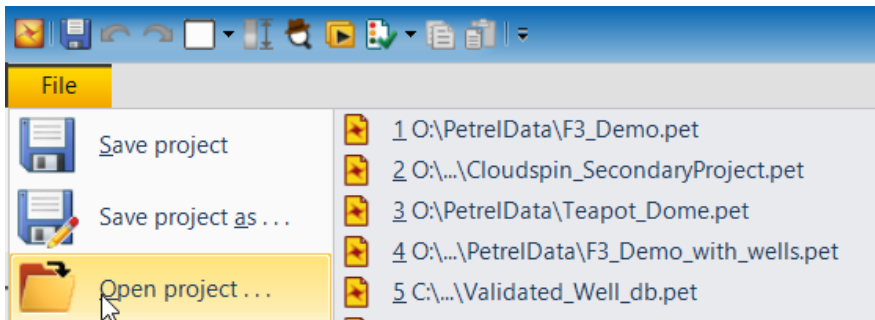 File
Save project
Save project as . . .
Open project . . .
1 O:\PetrelData\F3_Demo.pet
2 O:\...\Cloudspin_SecondaryProject.pet
3 O:\PetrelData\Teapot_Dome.pet
4 O:\...\PetrelData\F3_Demo_with_wells.pet
5 C:\...\Validated_Well_db.pet